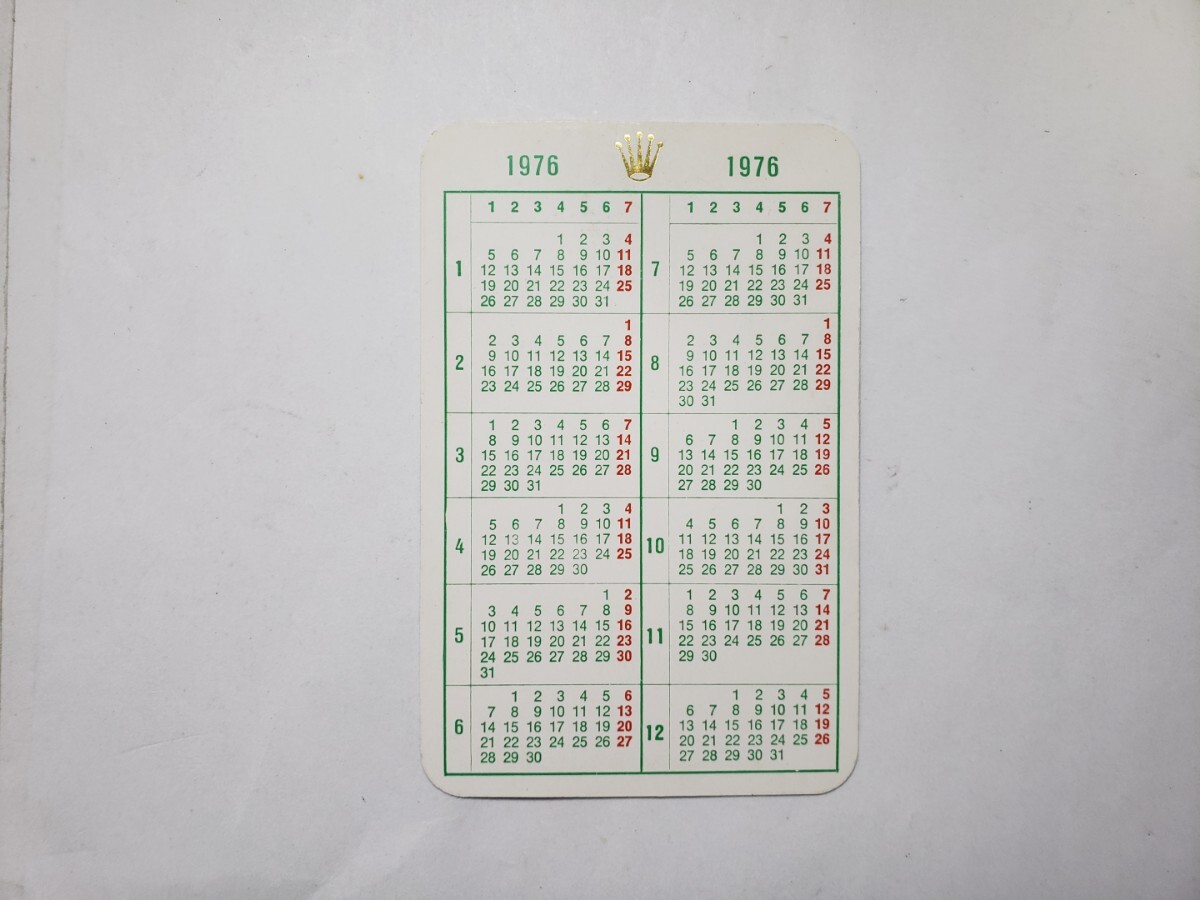 1976 1976
1 2 3 4 5 6 7
1
1 2 3 4
5 6 7 8 9 10 11
12 13 14 15 16 17 18
19 20 21 22 23 24 25
26 27 28 29 30 31
2
1
2 3 4 5 6 7 8
9 10 11 12 13 14 15
16 17 18 19 20 21 22
23 24 25 26 27 28 29
3
1 2 3 4 5 6 7
8 9 10 11 12 13 14
15 16 17 18 19 20 21
22 23 24 25 26 27 28
29 30 31
4
1 2 3 4
5 6 7 8 9 10 11
12 13 14 15 16 17 18
19 20 21 22 23 24 25
26 27 28 29 30
5
1 2
3 4 5 6 7 8 9
10 11 12 13 14 15 16
17 18 19 20 21 22 23
24 25 26 27 28 29 30
31
6
1 2 3 4 5 6
7 8 9 10 11 12 13
14 15 16 17 18 19 20
21 22 23 24 25 26 27
28 29 30
1 2 3 4 5 6 7
7
1 2 3 4
5 6 7 8 9 10 11
12 13 14 15 16 17 18
19 20 21 22 23 24 25
26 27 28 29 30 31
8
1
2 3 4 5 6 7 8
9 10 11 12 13 14 15
16 17 18 19 20 21 22
23 24 25 26 27 28 29
30 31
9
1 2 3 4 5
6 7 8 9 10 11 12
13 14 15 16 17 18 19
20 21 22 23 24 25 26
27 28 29 30
10
1 2 3
4 5 6 7 8 9 10
11 12 13 14 15 16 17
18 19 20 21 22 23 24
25 26 27 28 29 30 31
11
1 2 3 4 5 6 7
8 9 10 11 12 13 14
15 16 17 18 19 20 21
22 23 24 25 26 27 28
29 30
12
1 2 3 4 5
6 7 8 9 10 11 12
13 14 15 16 17 18 19
20 21 22 23 24 25 26
27 28 29 30 31